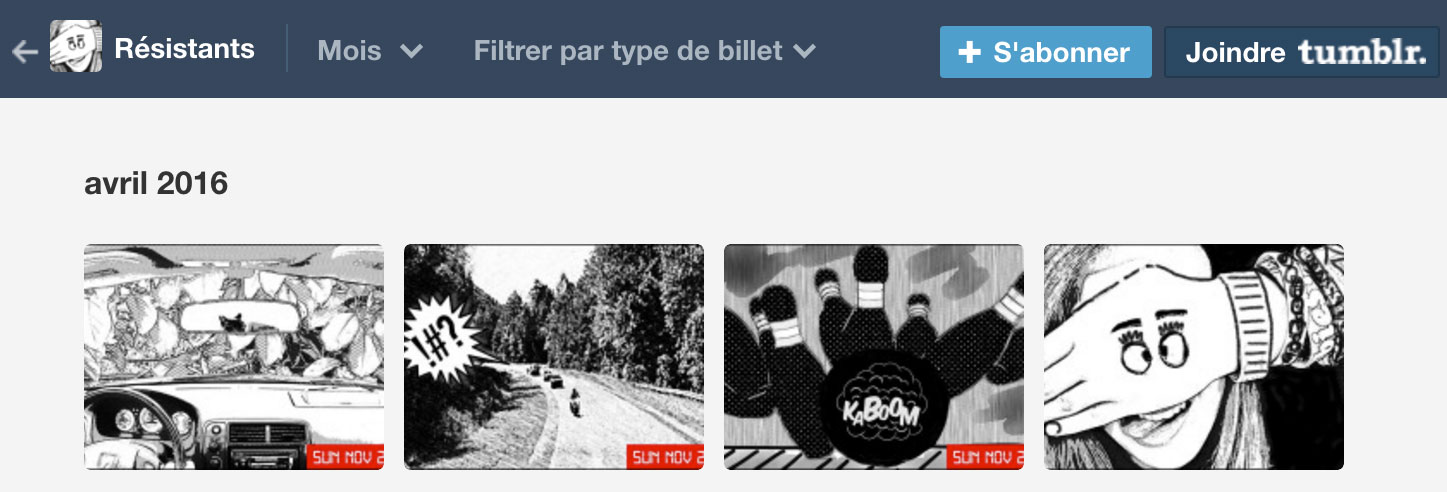 Résistants Mois Filtrer par type de billet S'abonner Joindre tumblr.
avril 2016
!#?
KABOOM
SUN NOV 2
SUN NOV 2
SUN NOV 2